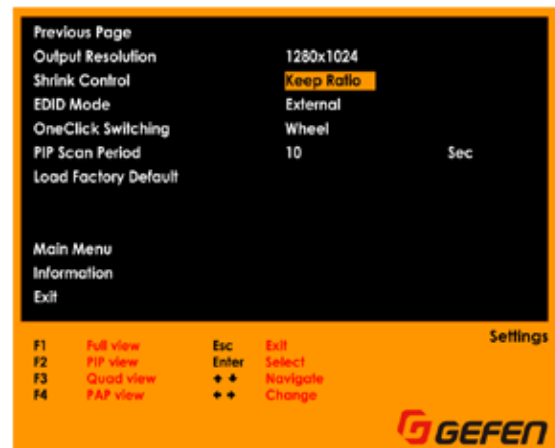 Previous Page
Output Resolution 1280x1024
Shrink Control Keep Ratio
EDID Mode External
OneClick Switching Wheel
PIP Scan Period 10 Sec
Load Factory Default
Main Menu
Information
Exit
Settings
F1 Full view Esc Exit
F2 PIP view Enter Select
F3 Quad view Navigate
F4 PAP view Change
GEFEN